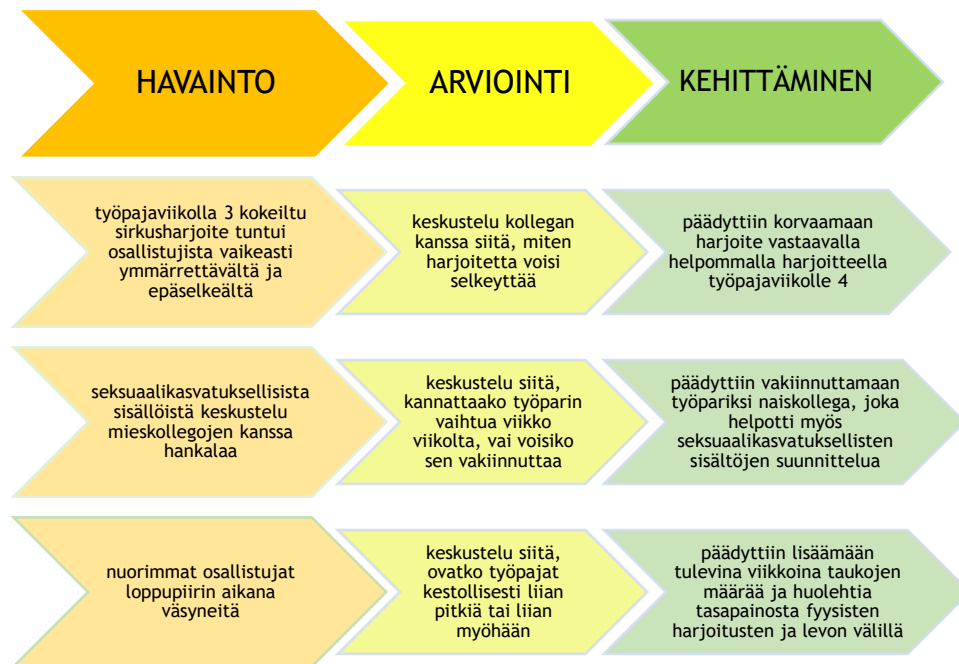 HAVAINTO
ARVIOINTI
KEHITTÄMINEN
työpajaviikolla 3 kokeiltu
sirkusharjoite tuntui
osallistujista vaikeasti
ymmärrettävältä ja
epäselkeältä
keskustelu kollegan
kanssa siitä, miten
harjoitetta voisi
selkeyttää
päädyttiin korvaamaan
harjoite vastaavalla
helpommalla harjoitteella
työpajaviikolle 4
seksuaalikasvatuksellisista
sisällöistä keskustelu
mieskollegojen kanssa
hankalaa
keskustelu siitä,
kannattaako työparin
vaihtua viikko
viikolta, vai voisiko
sen vakiinnuttaa
päädyttiin vakiinnuttamaan
työpariksi naiskollega, joka
helpotti myös
seksuaalikasvatuksellisten
sisältöjen suunnittelua
nuorimmat osallistujat
loppupiirin aikana
väsyneitä
keskustelu siitä,
ovatko työpajat
kestollisesti liian
pitkiä tai liian
myöhään
päädyttiin lisäämään
tulevina viikkoina taukojen
määrää ja huolehtia
tasapainosta fyysisten
harjoitusten ja levon välillä